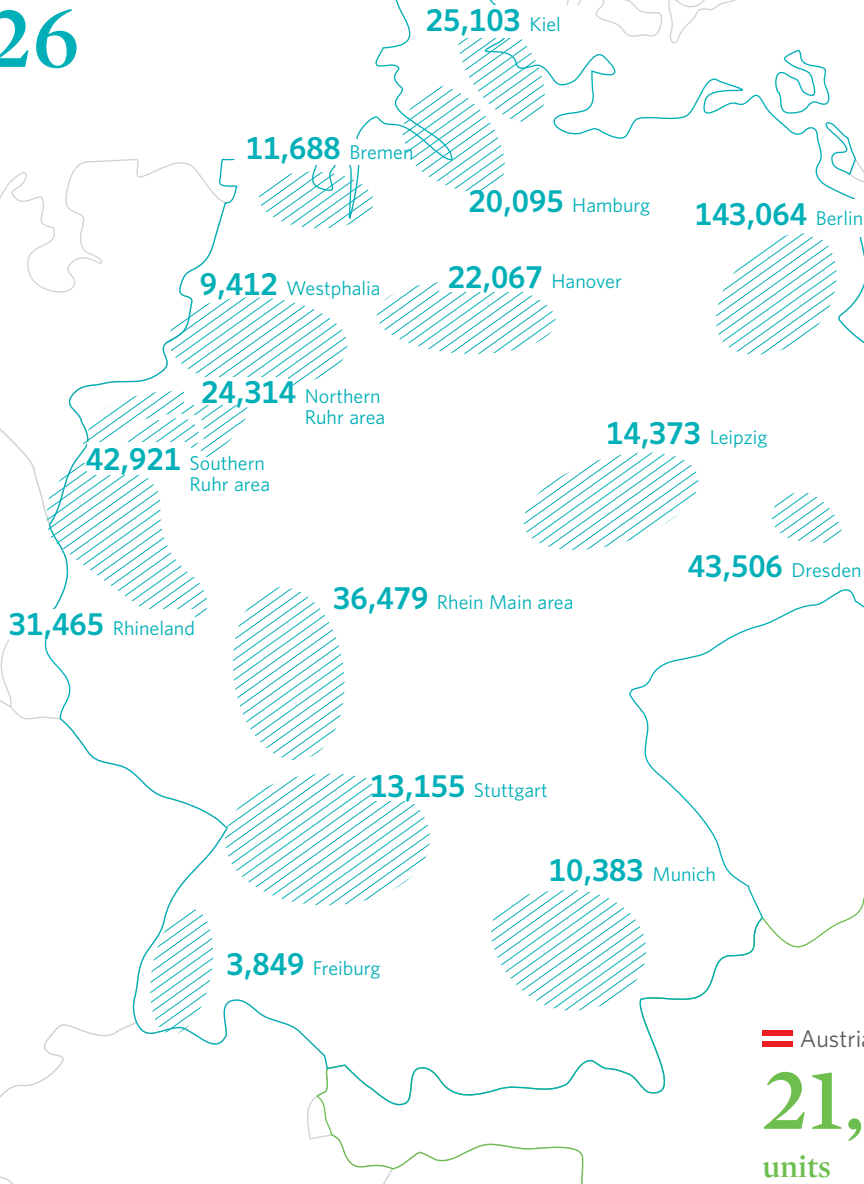 26
25,103 Kiel
11,688 Bremen
20,095 Hamburg
143,064 Berlin
9,412 Westphalia
22,067 Hanover
24,314 Northern
Ruhr area
14,373 Leipzig
42,921 Southern
Ruhr area
43,506 Dresden
36,479 Rhein Main area
31,465 Rhineland
13,155 Stuttgart
10,383 Munich
3,849 Freiburg
Austria
21,
units